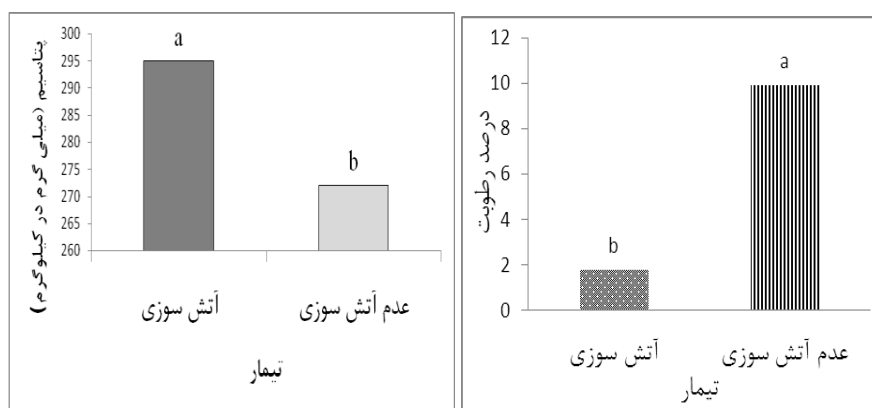 پتاسیم (میلی گرم در کیلوگرم)
300
295
290
285
280
275
270
265
260
a
b
آتش سوزی
عدم آتش سوزی
تیمار
درصد رطوبت
12
10
8
6
4
2
0
b
a
آتش سوزی
عدم آتش سوزی
تیمار